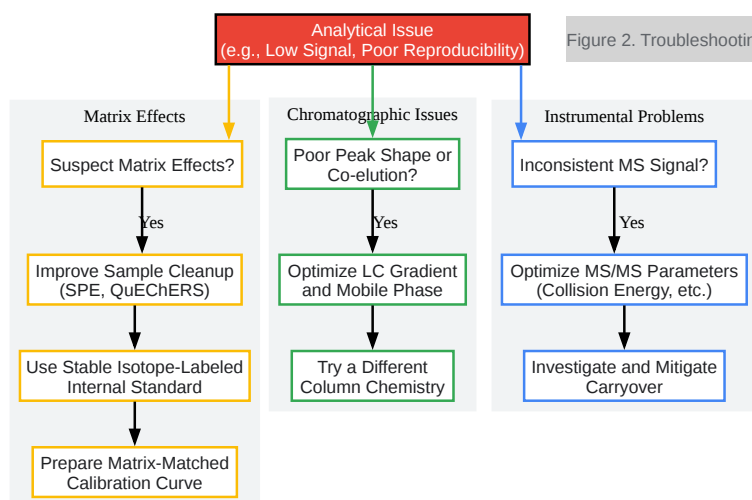 Analytical Issue
(e.g., Low Signal, Poor Reproducibility)
Figure 2.
Matrix Effects
Suspect Matrix Effects?
Yes
Improve Sample Cleanup
(SPE, QuEChERS)
Use Stable Isotope-Labeled
Internal Standard
Prepare Matrix-Matched
Calibration Curve
Chromatographic Issues
Poor Peak Shape or
Co-elution?
Yes
Optimize LC Gradient
and Mobile Phase
Try a Different
Column Chemistry
Instrumental Problems
Inconsistent MS Signal?
Yes
Optimize MS/MS Parameters
(Collision Energy, etc.)
Investigate and Mitigate
Carryover